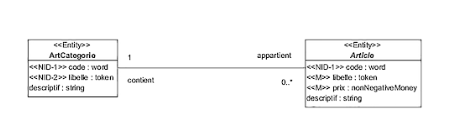 <<Entity>>
ArtCategorie
<<NID-1>> code : word
<<NID-2>> libelle : token
descriptif : string
1
contient
appartient
0..*
<<Entity>>
Article
<<NID-1>> code : word
<<M>> libelle : token
<<M>> prix : nonNegativeMoney
descriptif : string